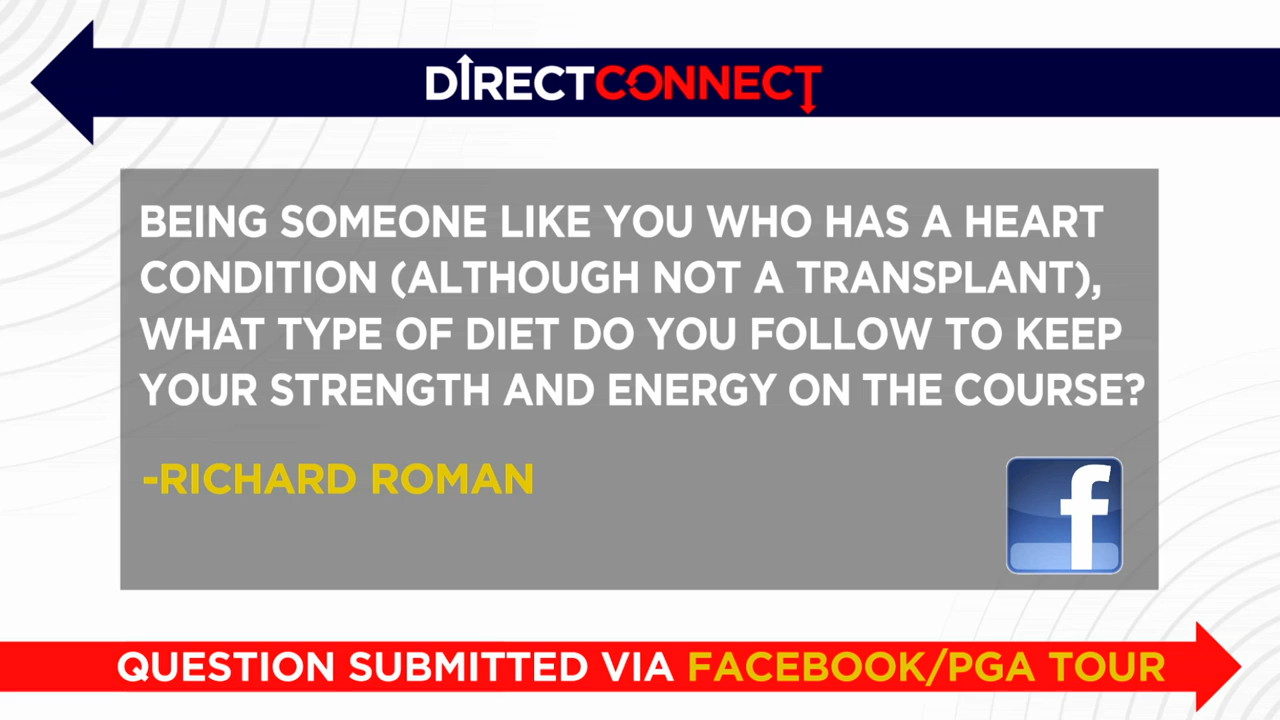 DIRECTCONNECT
BEING SOMEONE LIKE YOU WHO HAS A HEART
CONDITION (ALTHOUGH NOT A TRANSPLANT),
WHAT TYPE OF DIET DO YOU FOLLOW TO KEEP
YOUR STRENGTH AND ENERGY ON THE COURSE?
-RICHARD ROMAN
f
QUESTION SUBMITTED VIA FACEBOOK/PGA TOUR